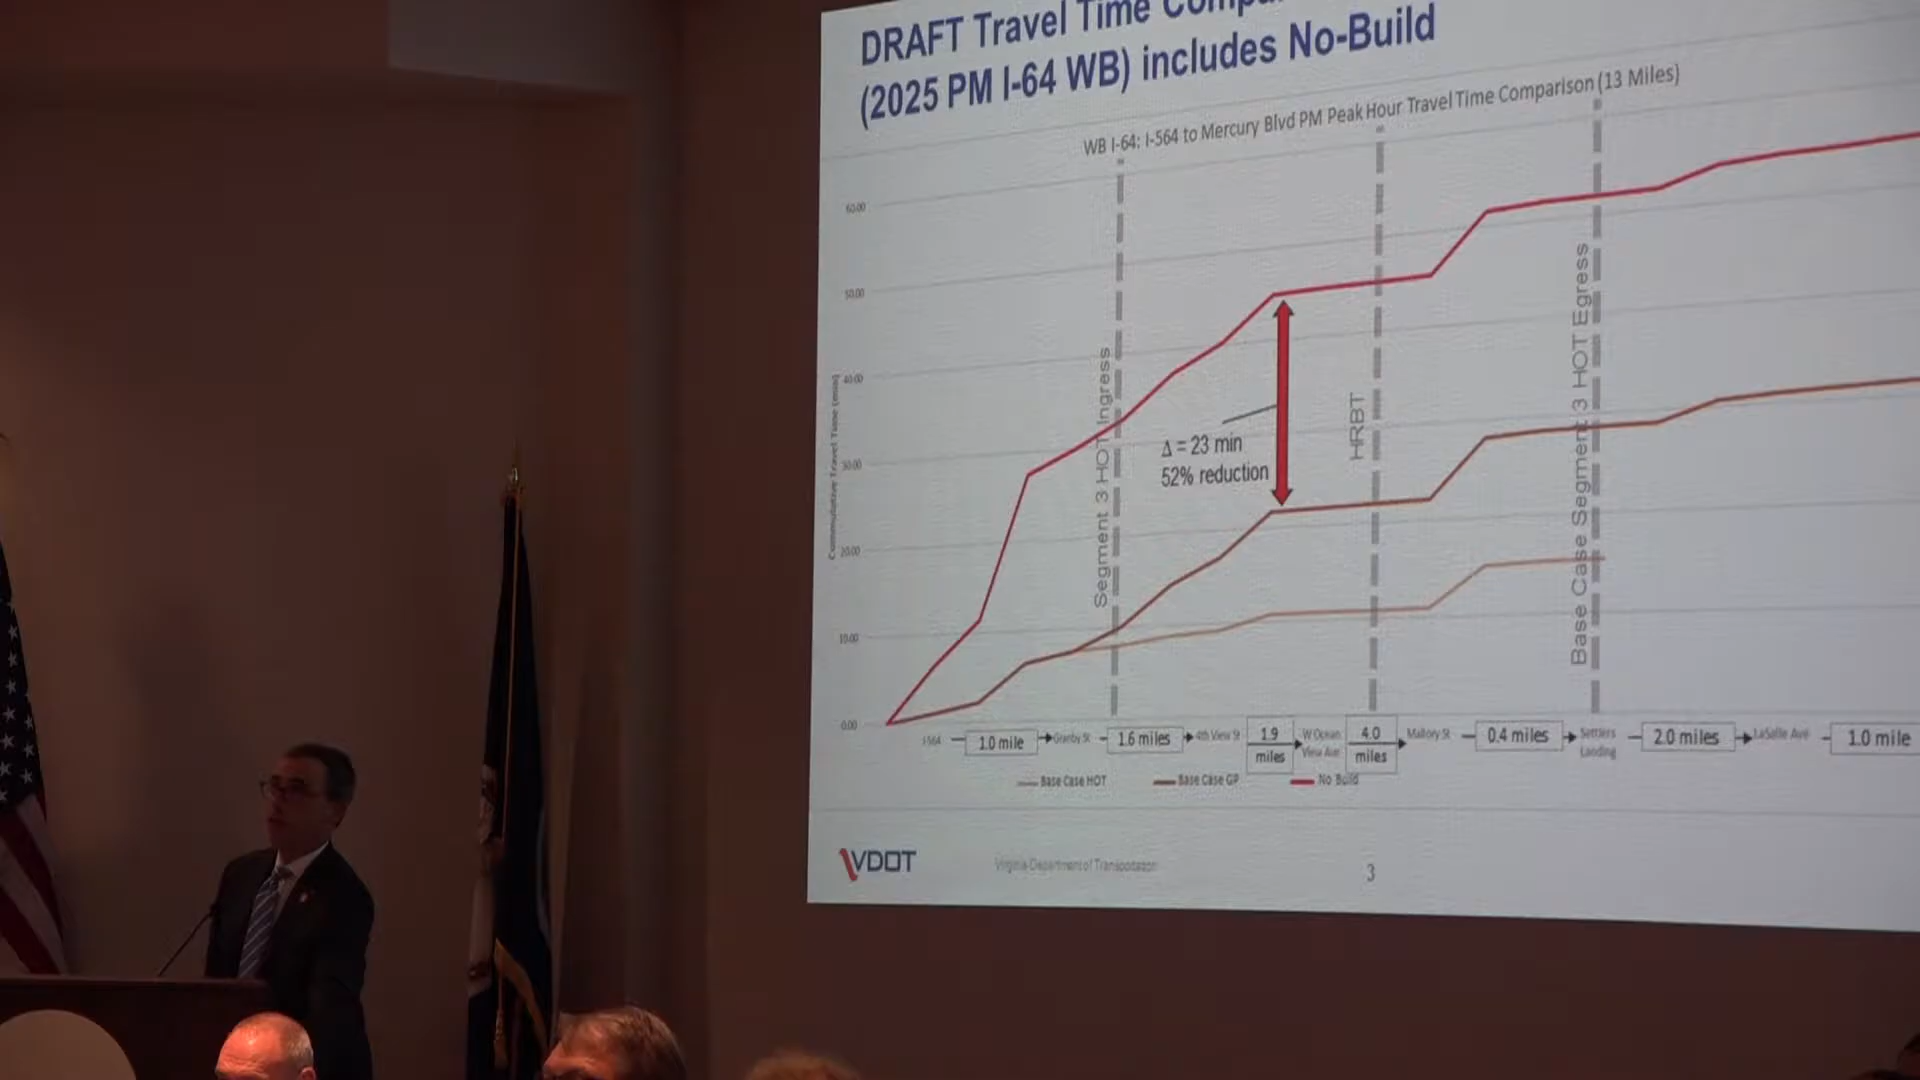 DRAFT Travel Time
(2025 PM I-64 WB) includes No-Build
WB I-64: I-564 to Mercury Blvd PM Peak Hour Travel Time Comparison (13 Miles)
Cummulative Travel Time (min)
60.00
50.00
40.00
30.00
20.00
10.00
0.00
Segment 3 HOT Ingress
Δ = 23 min
52% reduction
HRBT
Base Case Segment 3 HOT Egress
I-564
1.0 mile
Granby St
1.6 miles
4th View St
1.9
miles
W Ocean
View Ave
4.0
miles
Mallory St
0.4 miles
Settlers
Landing
2.0 miles
LaSalle Ave
1.0 mile
Base Case HOT
Base Case GP
No Build
VDOT
Virginia Department of Transportation
3